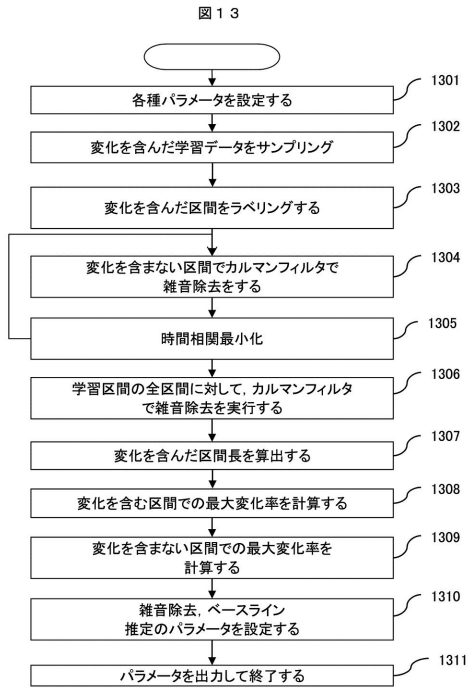 図13
1301
各種パラメータを設定する
1302
変化を含んだ学習データをサンプリング
1303
変化を含んだ区間をラベリングする
1304
変化を含まない区間でカルマンフィルタで
雑音除去をする
1305
時間相関最小化
1306
学習区間の全区間に対して，カルマンフィルタ
で雑音除去を実行する
1307
変化を含んだ区間長を算出する
1308
変化を含む区間での最大変化率を計算する
1309
変化を含まない区間での最大変化率を
計算する
1310
雑音除去，ベースライン
推定のパラメータを設定する
1311
パラメータを出力して終了する